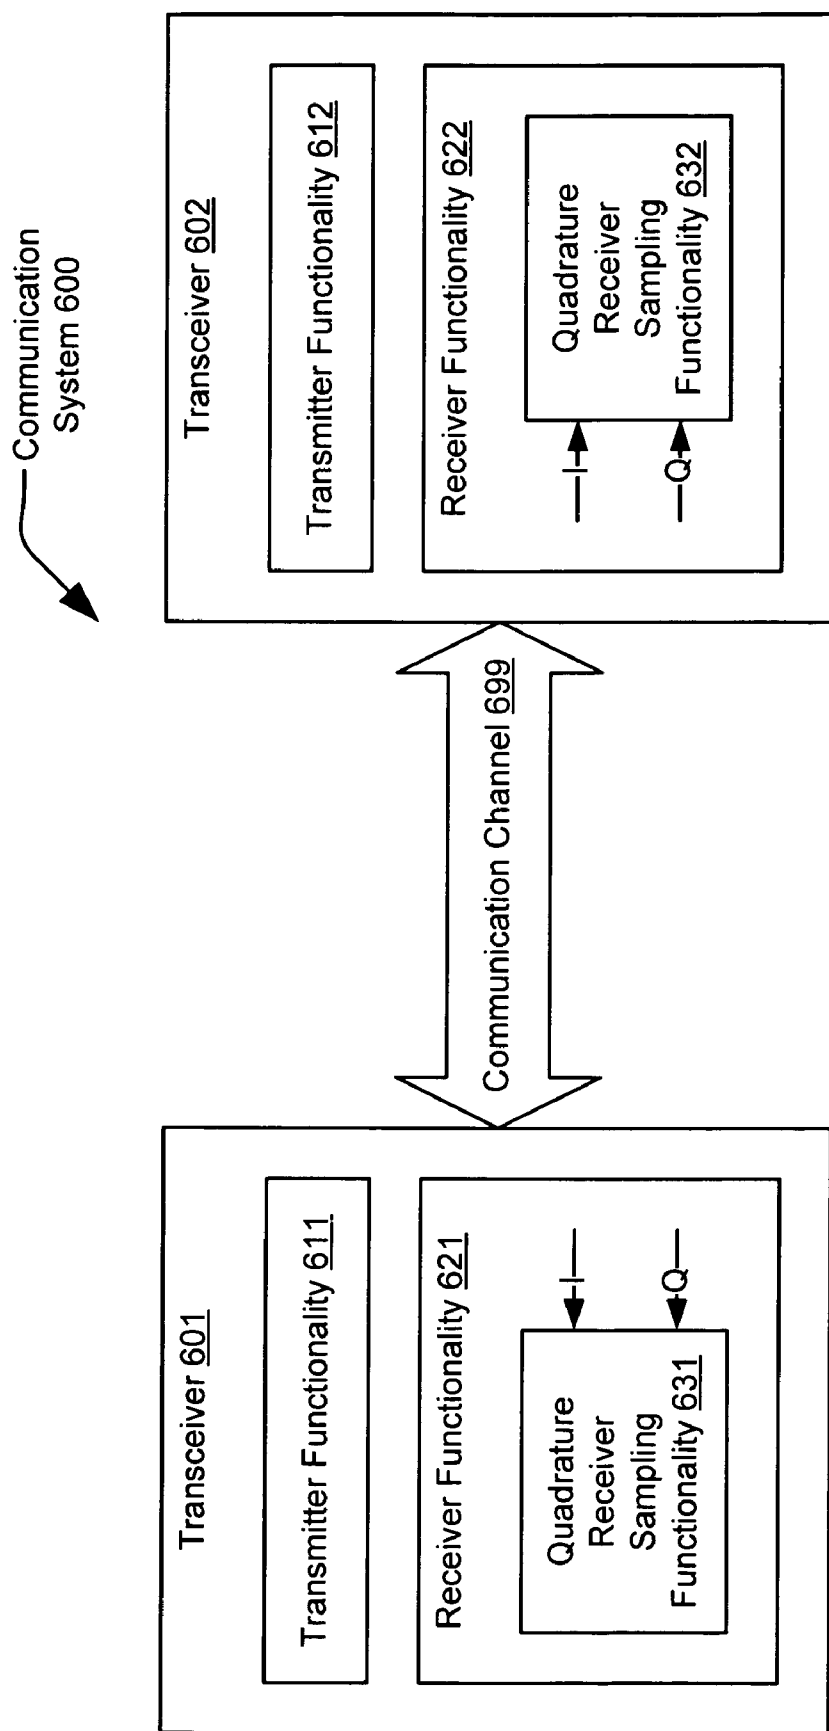 Communication
System 600
Transceiver 601
Transmitter Functionality 611
Receiver Functionality 621
Quadrature
Receiver
Sampling
Functionality 631
I
Q
Communication Channel 699
Transceiver 602
Transmitter Functionality 612
Receiver Functionality 622
I
Q
Quadrature
Receiver
Sampling
Functionality 632